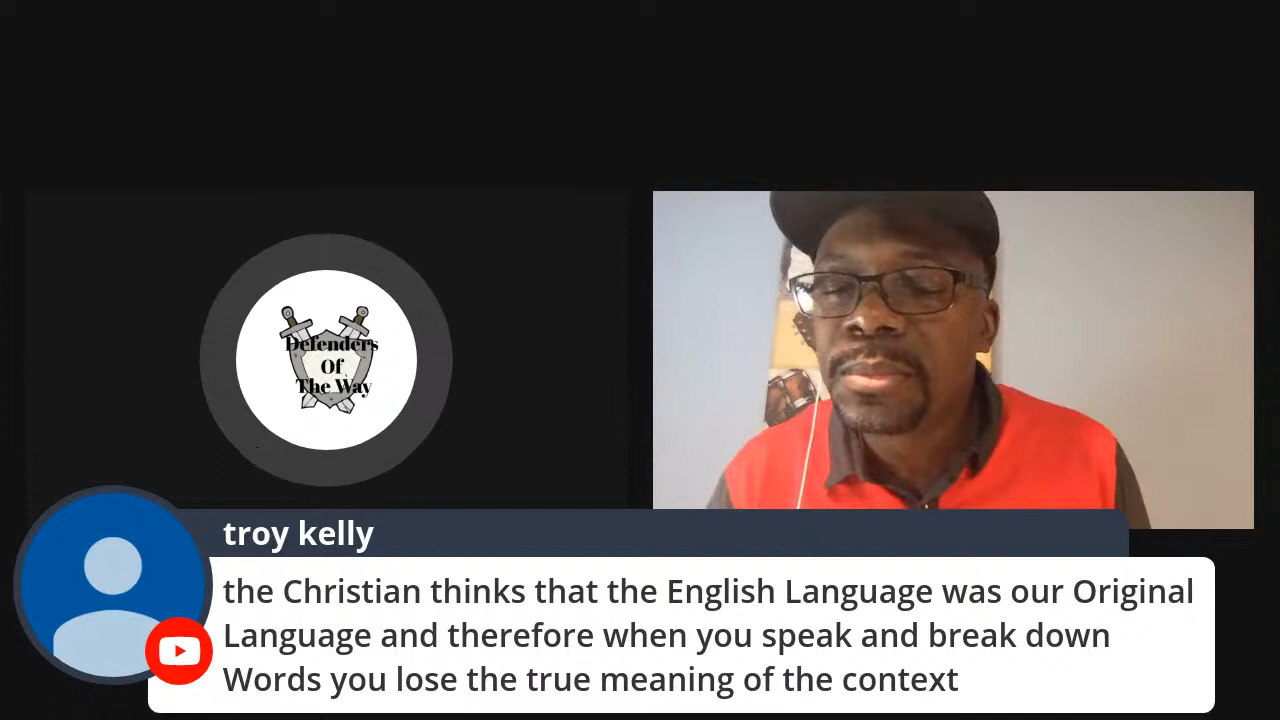 Defenders
Of
The Way
troy kelly
the Christian thinks that the English Language was our Original
Language and therefore when you speak and break down
Words you lose the true meaning of the context